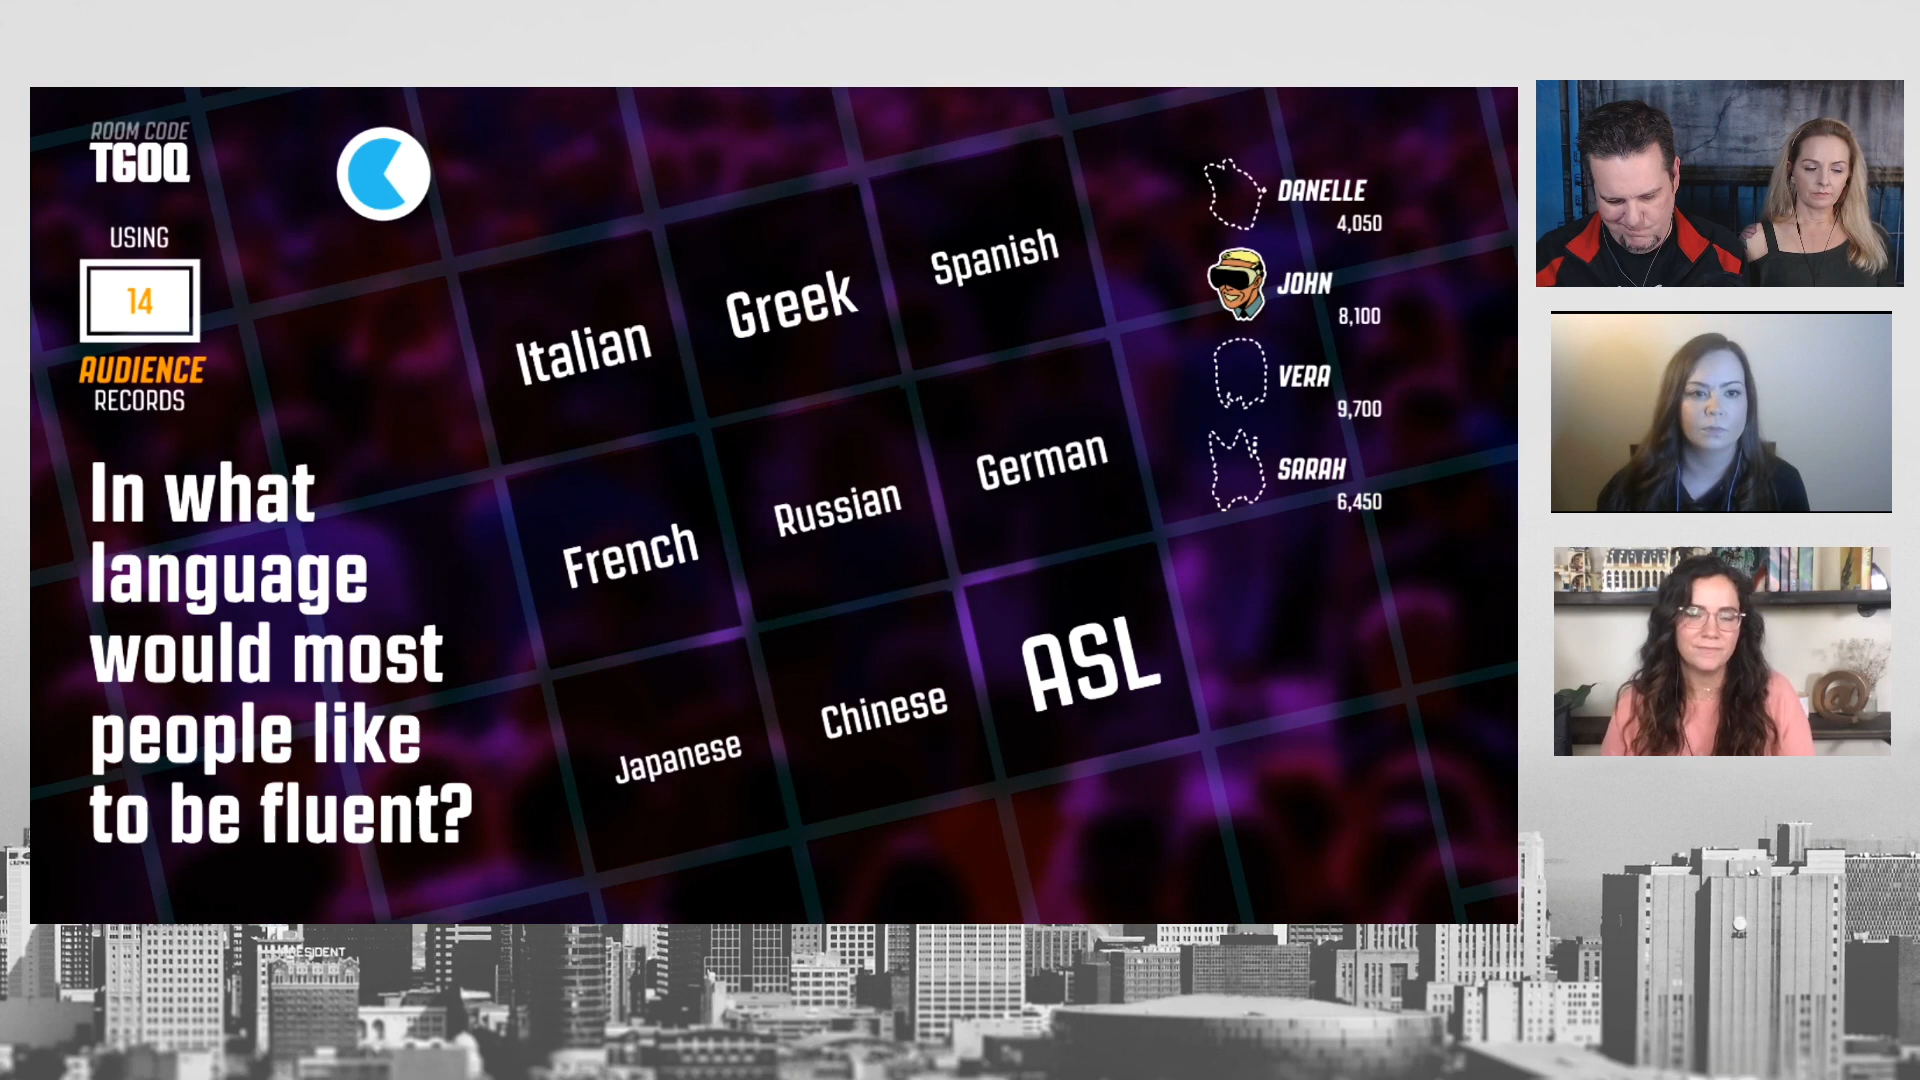 ROOM CODE
TGOQ
USING
14
AUDIENCE
RECORDS
In what
language
would most
people like
to be fluent?
Italian
Greek
Spanish
French
Russian
German
Japanese
Chinese
ASL
DANELLE
4,050
JOHN
8,100
VERA
9,700
SARAH
6,450